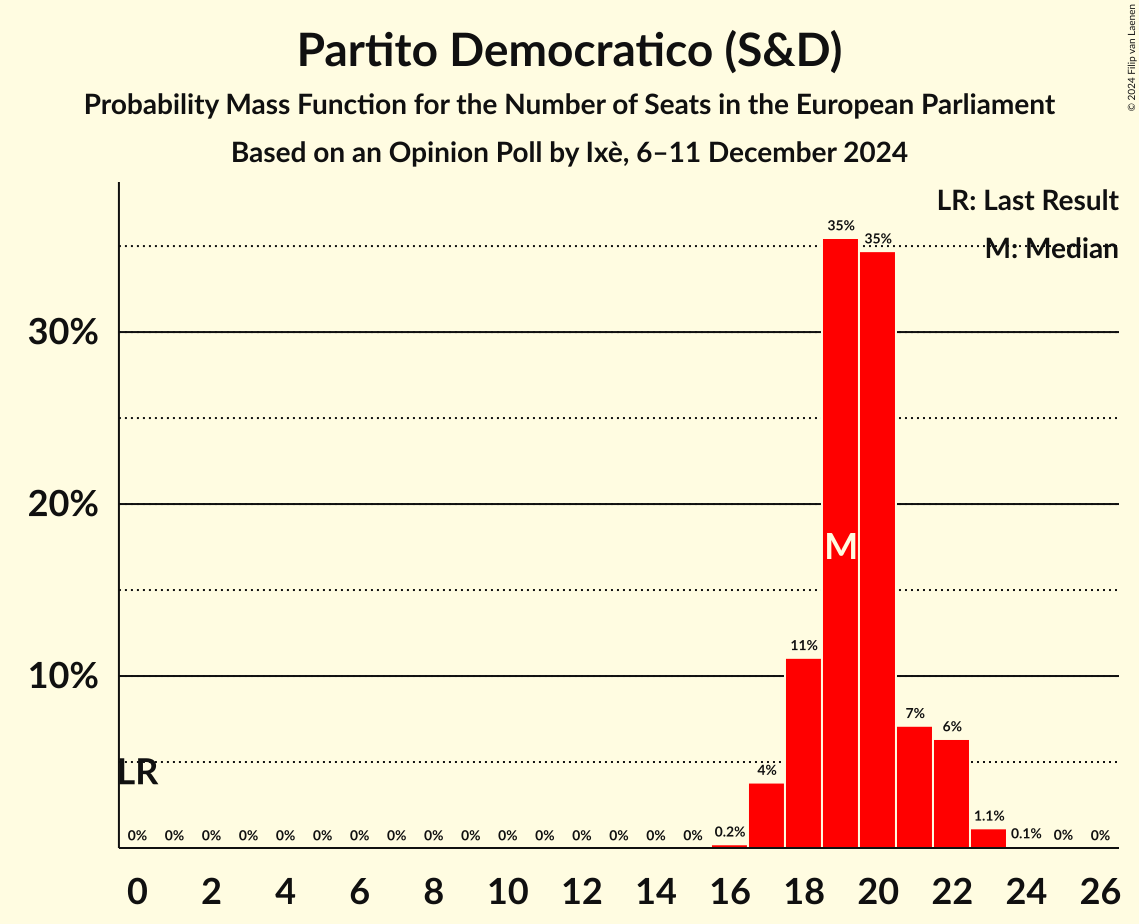 Partito Democratico (S&D)
Probability Mass Function for the Number of Seats in the European Parliament
Based on an Opinion Poll by Ixè, 6–11 December 2024
© 2024 Filip van Laenen
LR: Last Result
M: Median
35%
35%
30%
20%
M
11%
10%
7%
6%
4%
LR
1.1%
0% 0% 0% 0% 0% 0% 0% 0% 0% 0% 0% 0% 0% 0% 0% 0% 0.2% 0.1% 0% 0%
0 2 4 6 8 10 12 14 16 18 20 22 24 26